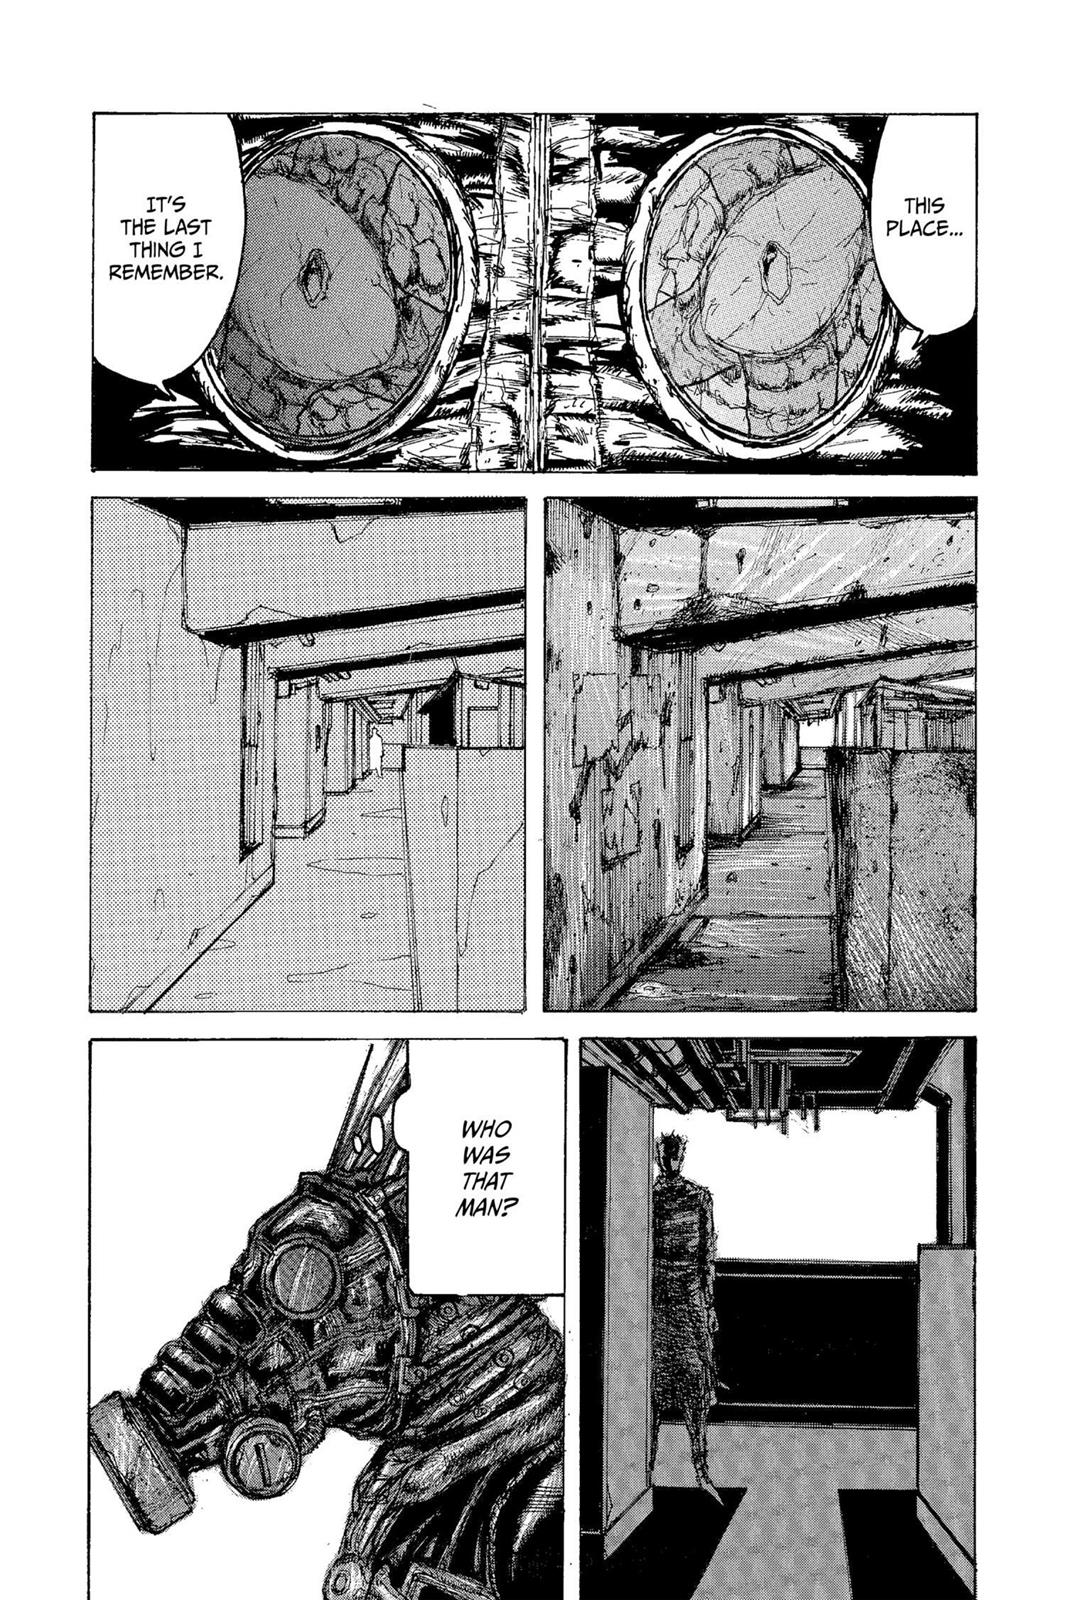 THIS
PLACE...
IT'S
THE LAST
THING I
REMEMBER.
WHO
WAS
THAT
MAN?